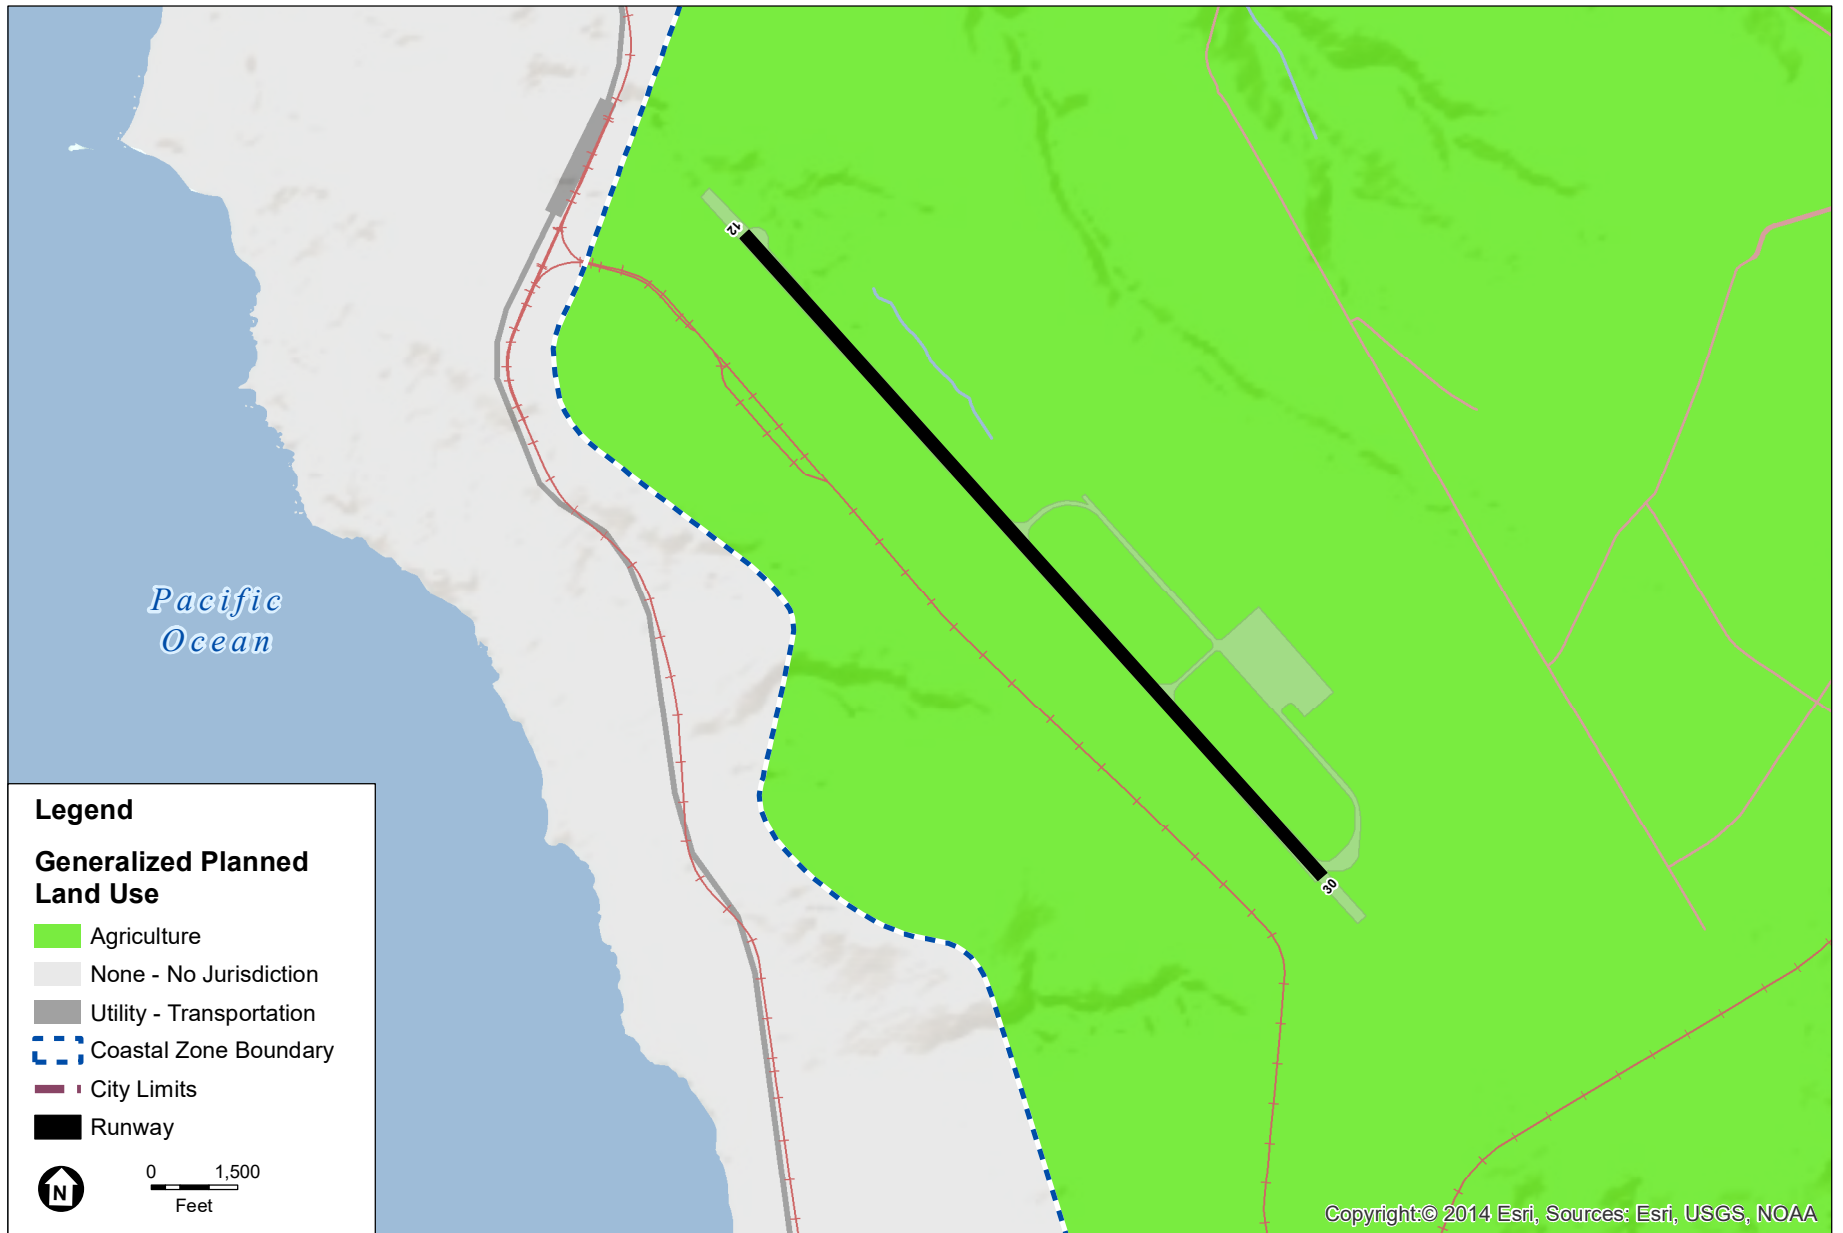 12
Pacific
Ocean
30
Legend
Generalized Planned
Land Use
Agriculture
None - No Jurisdiction
Utility - Transportation
Coastal Zone Boundary
City Limits
Runway
N
0 1,500
Feet
Copyright:© 2014 Esri, Sources: Esri, USGS, NOAA